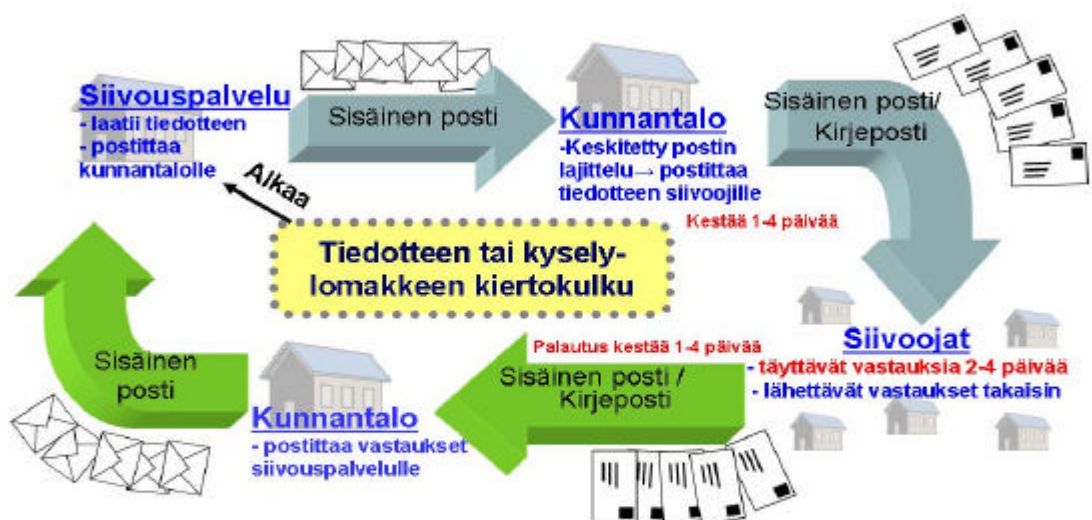 Siivouspalvelu
- laatii tiedotteen
- postittaa
kunnantalolle
Sisäinen posti
Kunnantalo
-Keskitetty postin
lajittelu→ postittaa
tiedotteen siivoojille
Kestää 1-4 päivää
Sisäinen posti/
Kirjeposti
Alkaa
Tiedotteen tai kysely-
lomakkeen kiertokulku
Siivoojat
- täyttävät vastauksia 2-4 päivää
- lähettävät vastaukset takaisin
Palautus kestää 1-4 päivää
Sisäinen posti /
Kirjeposti
Kunnantalo
- postittaa vastaukset
siivouspalvelulle
Sisäinen
posti